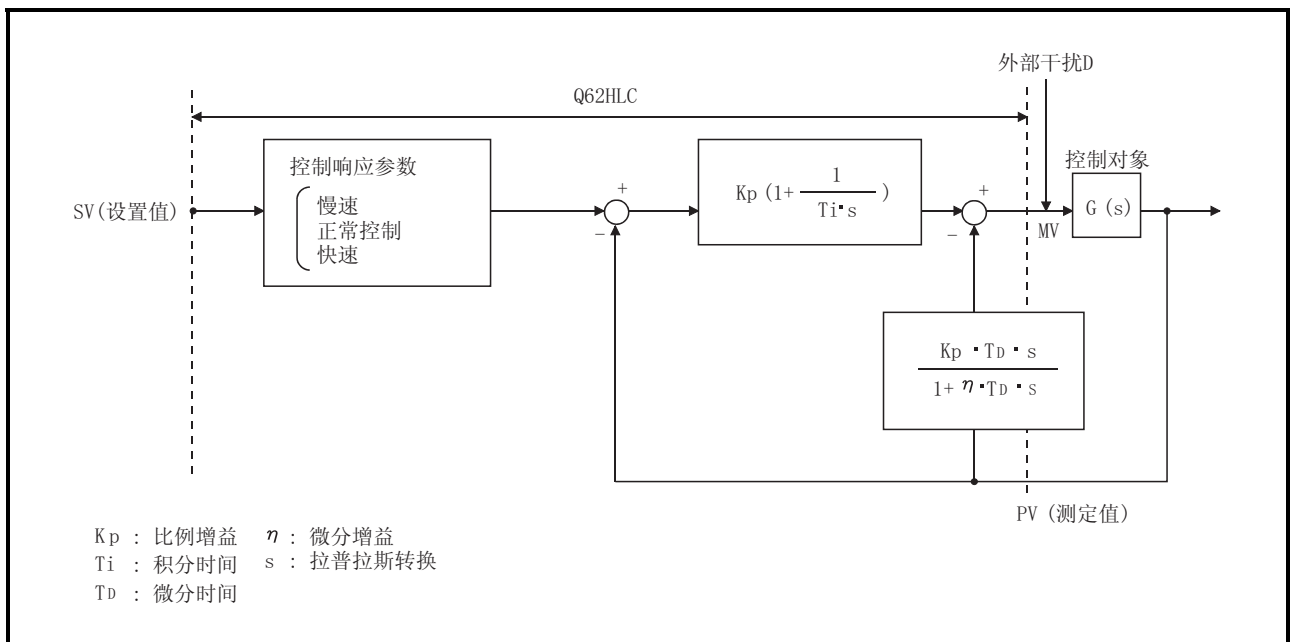 外部干扰D
Q62HLC
控制响应参数
慢速
正常控制
快速
SV(设置值)
+
−
Kp(1+ 1/Ti▪s )
+
−
MV
控制对象
G(s)
Kp ▪ TD ▪ s
1+ η ▪ TD ▪ s
PV (测定值)
Kp : 比例增益 η : 微分增益
Ti : 积分时间 s : 拉普拉斯转换
TD : 微分时间